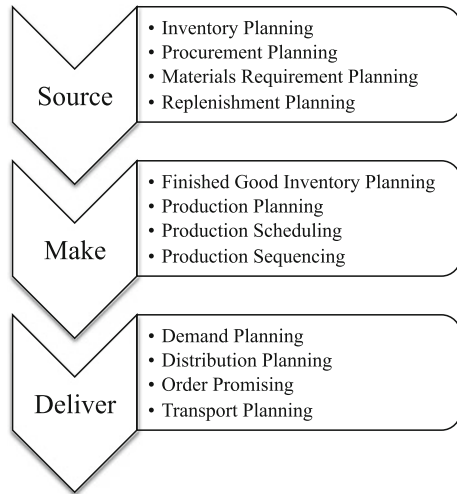 Source
• Inventory Planning
• Procurement Planning
• Materials Requirement Planning
• Replenishment Planning
Make
• Finished Good Inventory Planning
• Production Planning
• Production Scheduling
• Production Sequencing
Deliver
• Demand Planning
• Distribution Planning
• Order Promising
• Transport Planning